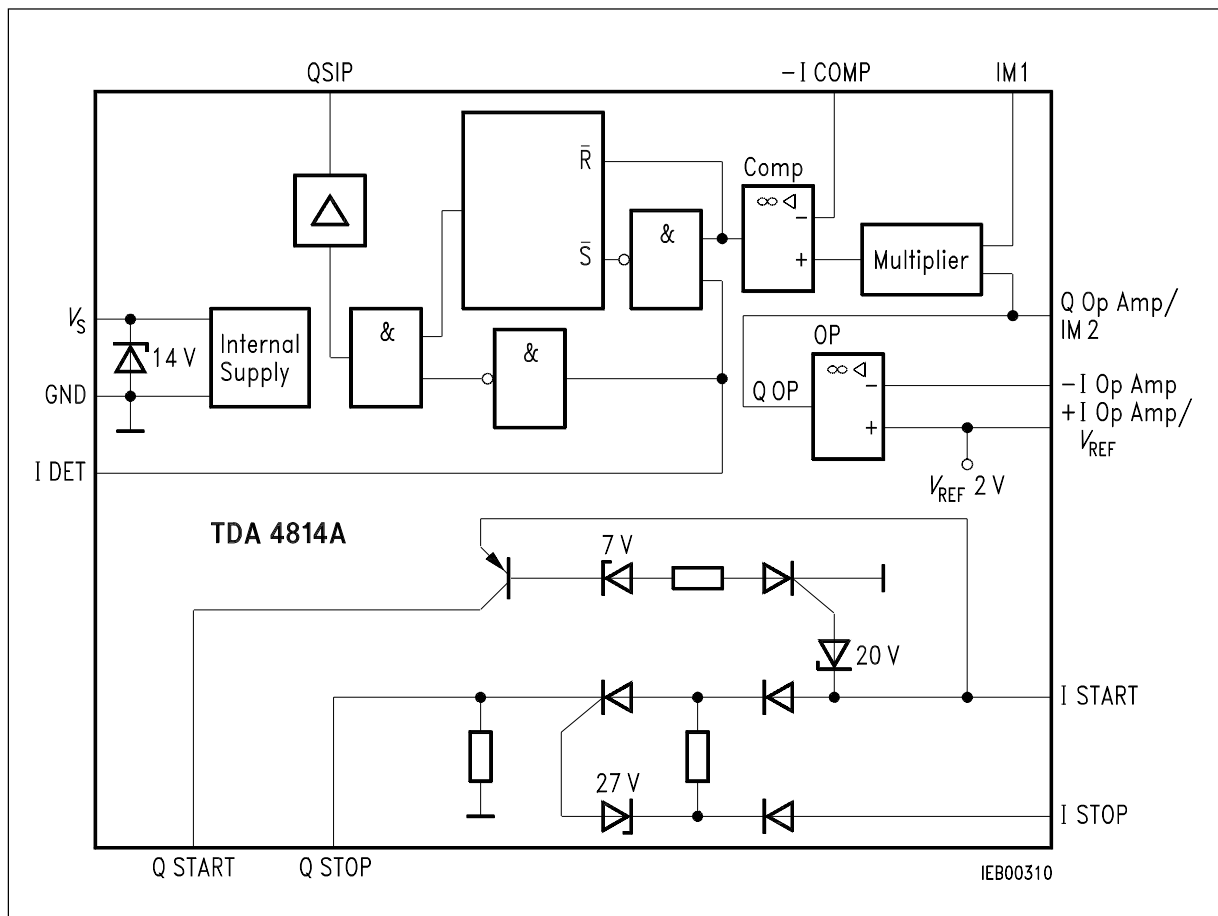 QSIP
-I COMP
IM1
R̅
Comp
∞ ◁
-
+
&
S̅
Multiplier
V_S
14 V
Internal
Supply
&
&
Q Op Amp/
IM 2
OP
∞ ◁
-
+
Q OP
-I Op Amp
+I Op Amp/
V_REF
GND
I DET
V_REF 2 V
TDA 4814A
7 V
20 V
I START
27 V
I STOP
Q START
Q STOP
IEB00310